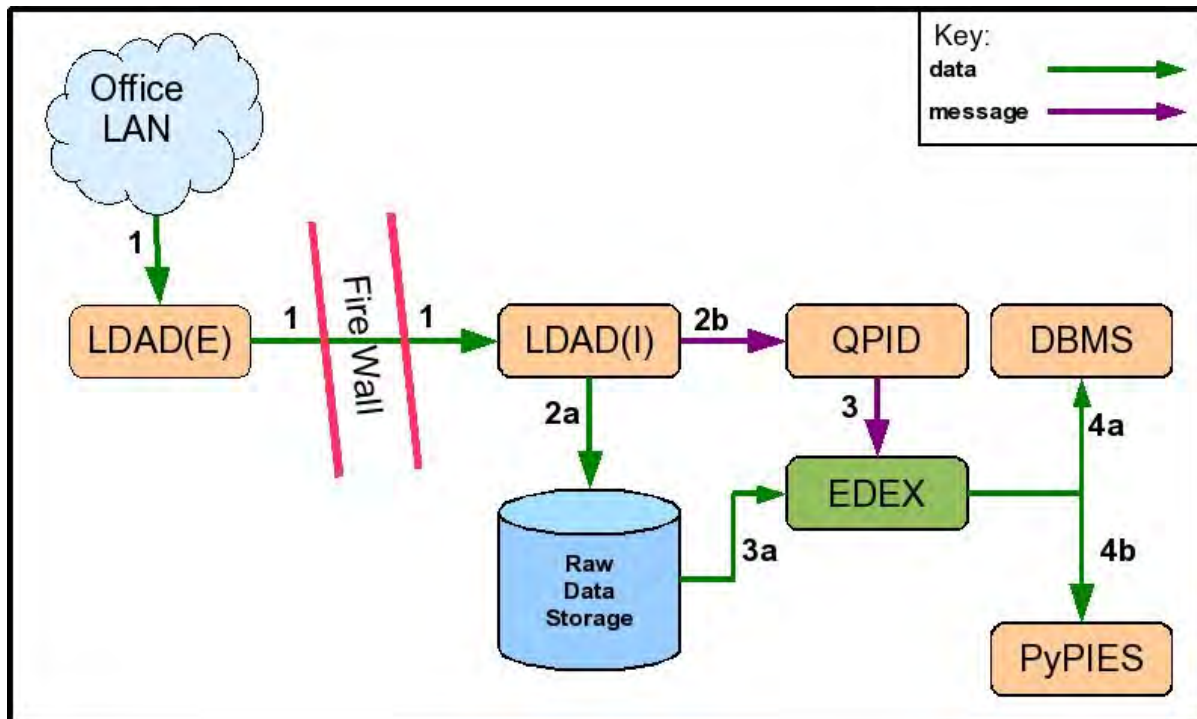 Key:
data
message
Office
LAN
1
LDAD(E)
1
Fire Wall
1
LDAD(I)
2b
QPID
DBMS
2a
3
4a
EDEX
3a
4b
Raw
Data
Storage
PyPIES